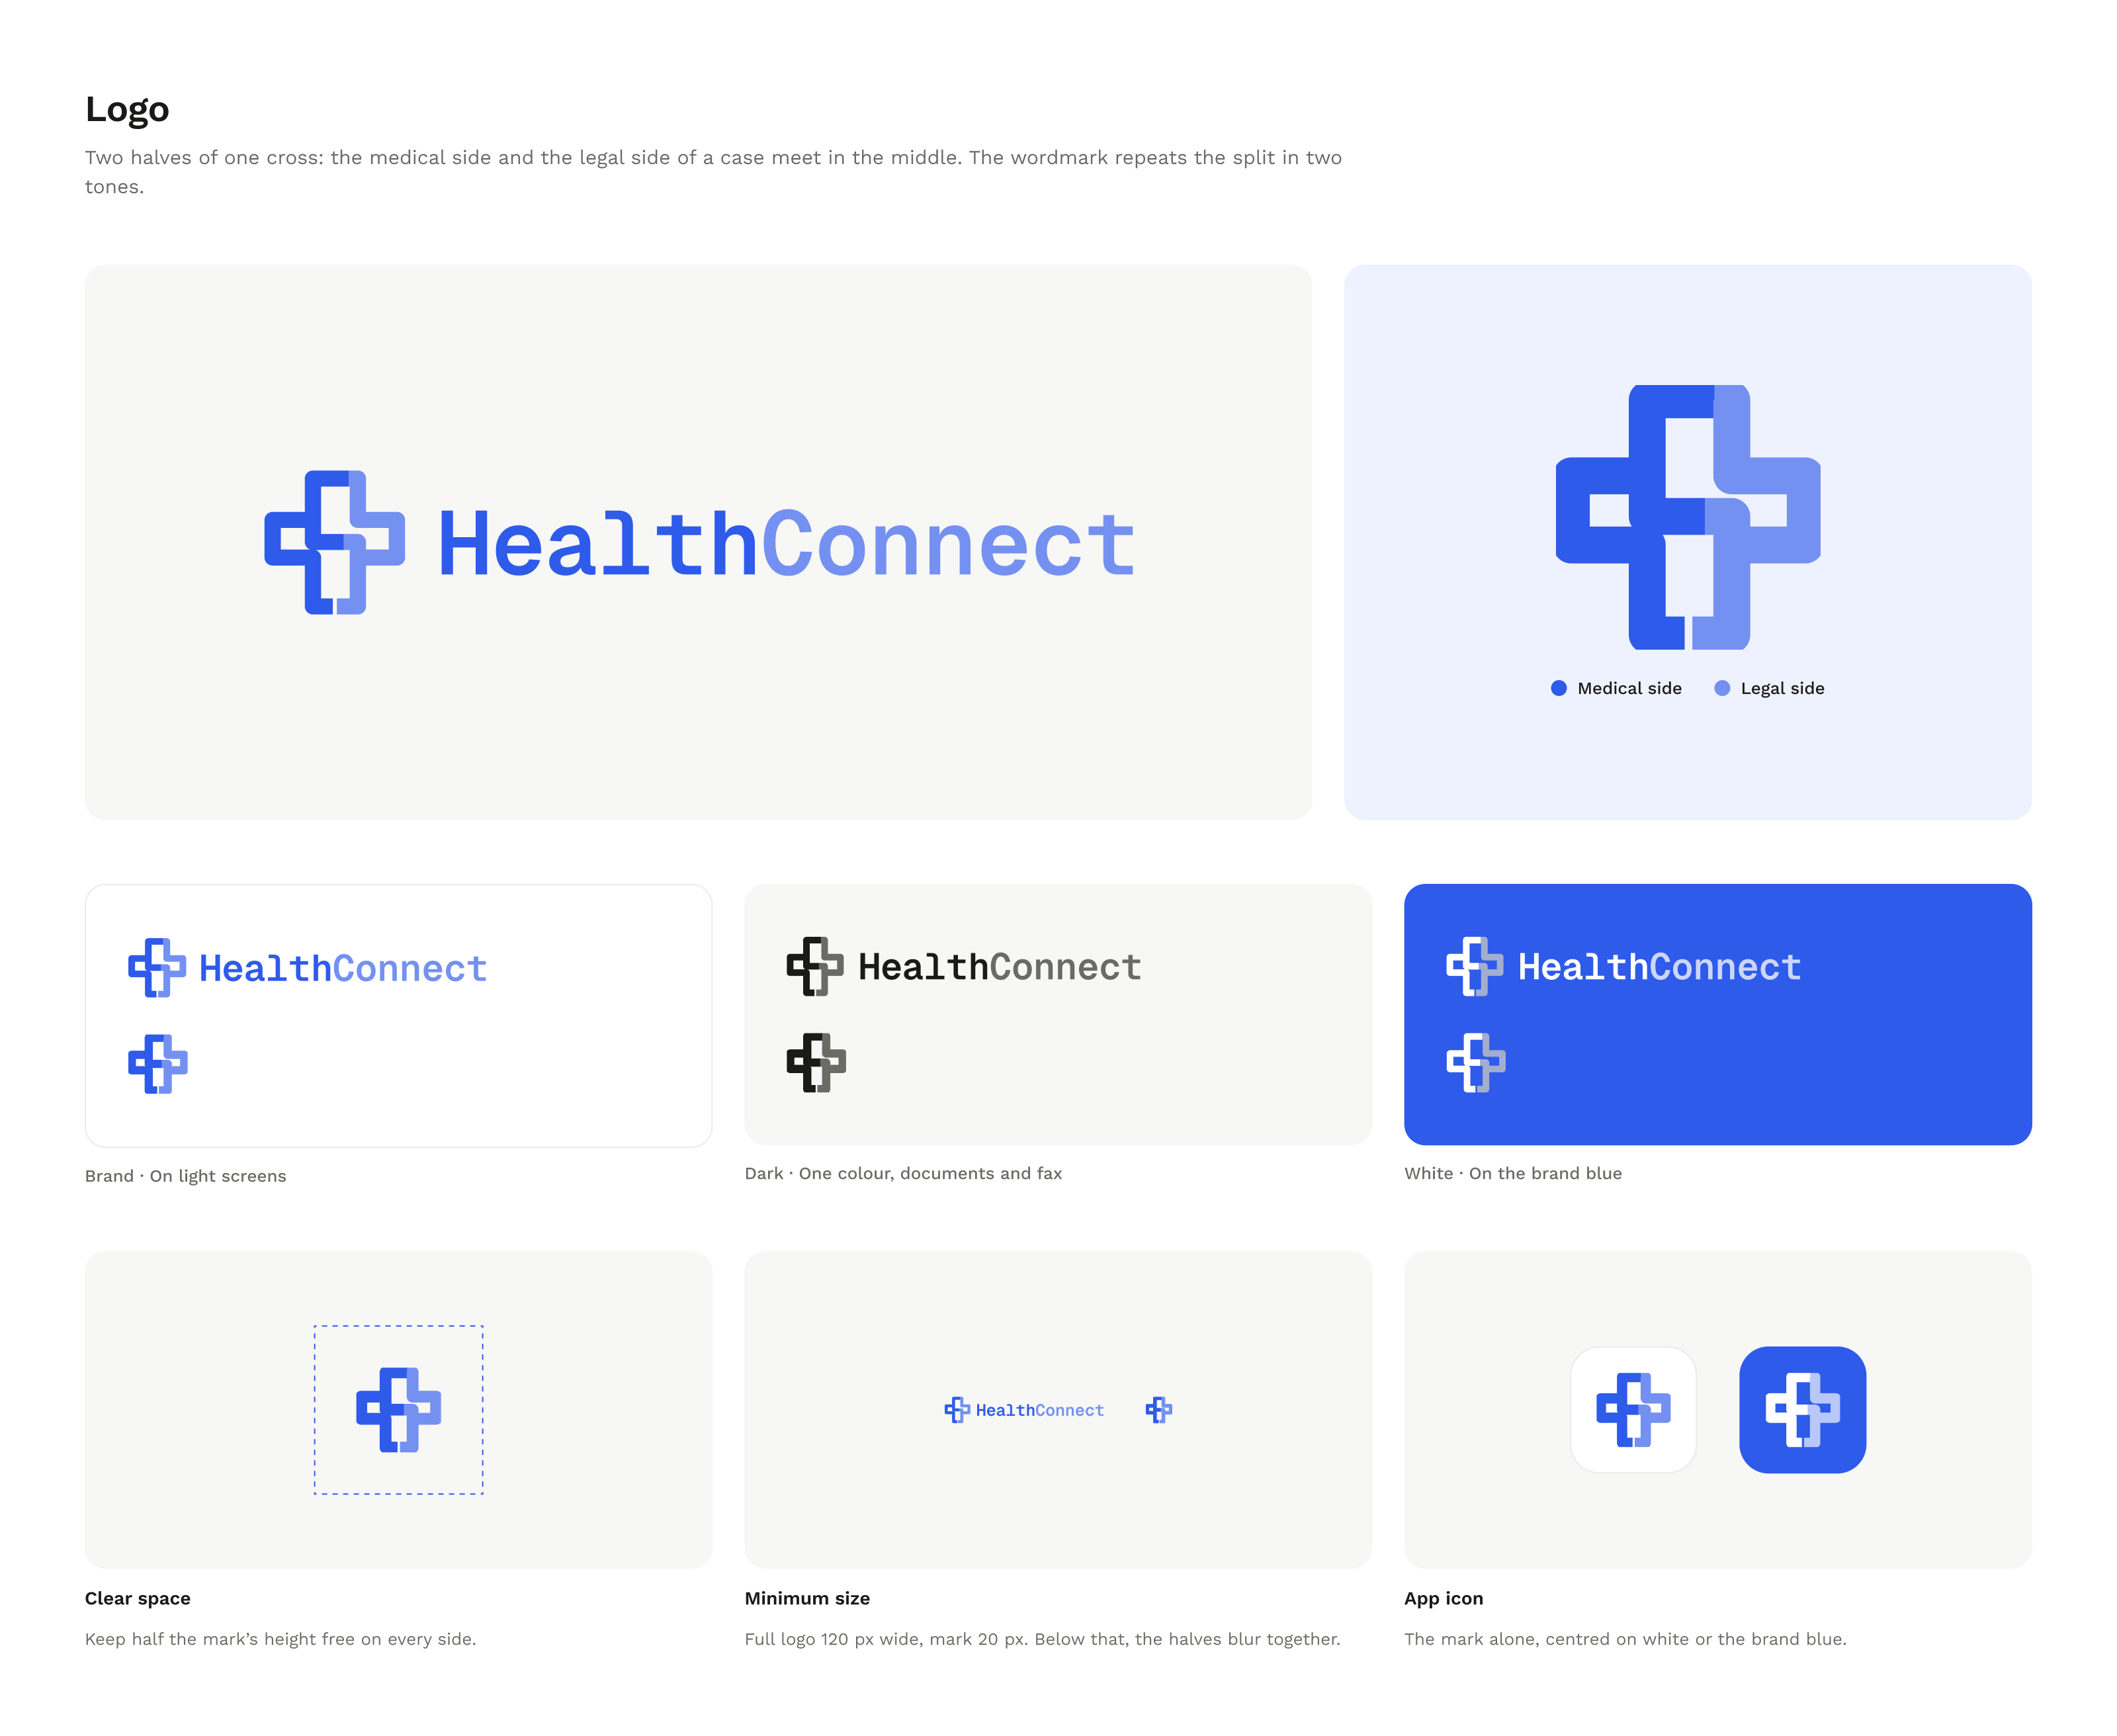 Logo
Two halves of one cross: the medical side and the legal side of a case meet in the middle. The wordmark repeats the split in two
tones.
HealthConnect
Medical side
Legal side
HealthConnect
HealthConnect
HealthConnect
Brand · On light screens
Dark · One colour, documents and fax
White · On the brand blue
HealthConnect
Clear space
Minimum size
App icon
Keep half the mark’s height free on every side.
Full logo 120 px wide, mark 20 px. Below that, the halves blur together.
The mark alone, centred on white or the brand blue.